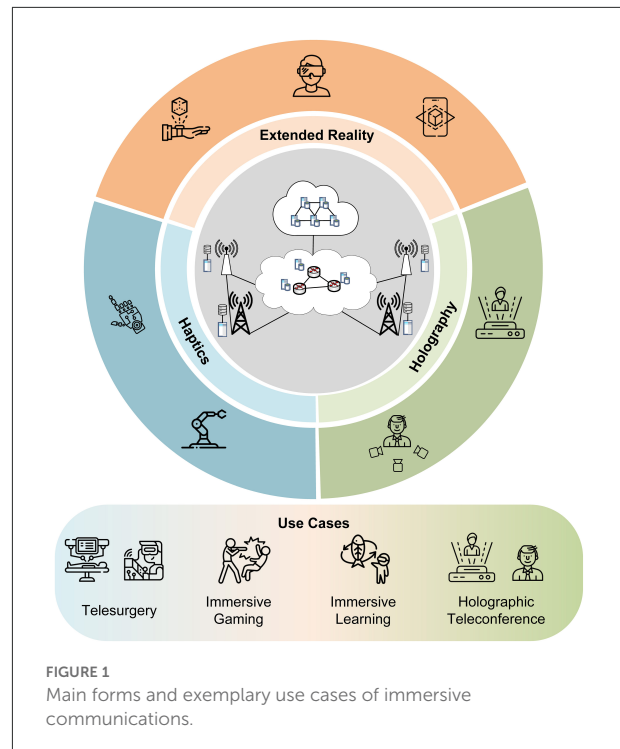 Extended Reality
Haptics
Holography
Use Cases
Telesurgery
Immersive
Gaming
Immersive
Learning
Holographic
Teleconference
FIGURE 1
Main forms and exemplary use cases of immersive
communications.